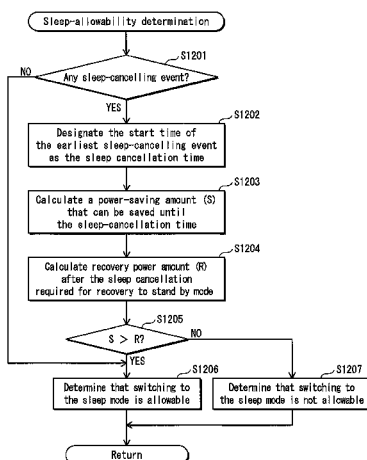 Sleep-allowability determination
S1201
Any sleep-cancelling event?
NO
YES
S1202
Designate the start time of
the earliest sleep-cancelling event
as the sleep cancellation time
S1203
Calculate a power-saving amount (S)
that can be saved until
the sleep-cancellation time
S1204
Calculate recovery power amount (R)
after the sleep cancellation
required for recovery to stand by mode
S1205
S > R?
NO
YES
S1206
Determine that switching to
the sleep mode is allowable
S1207
Determine that switching to
the sleep mode is not allowable
Return